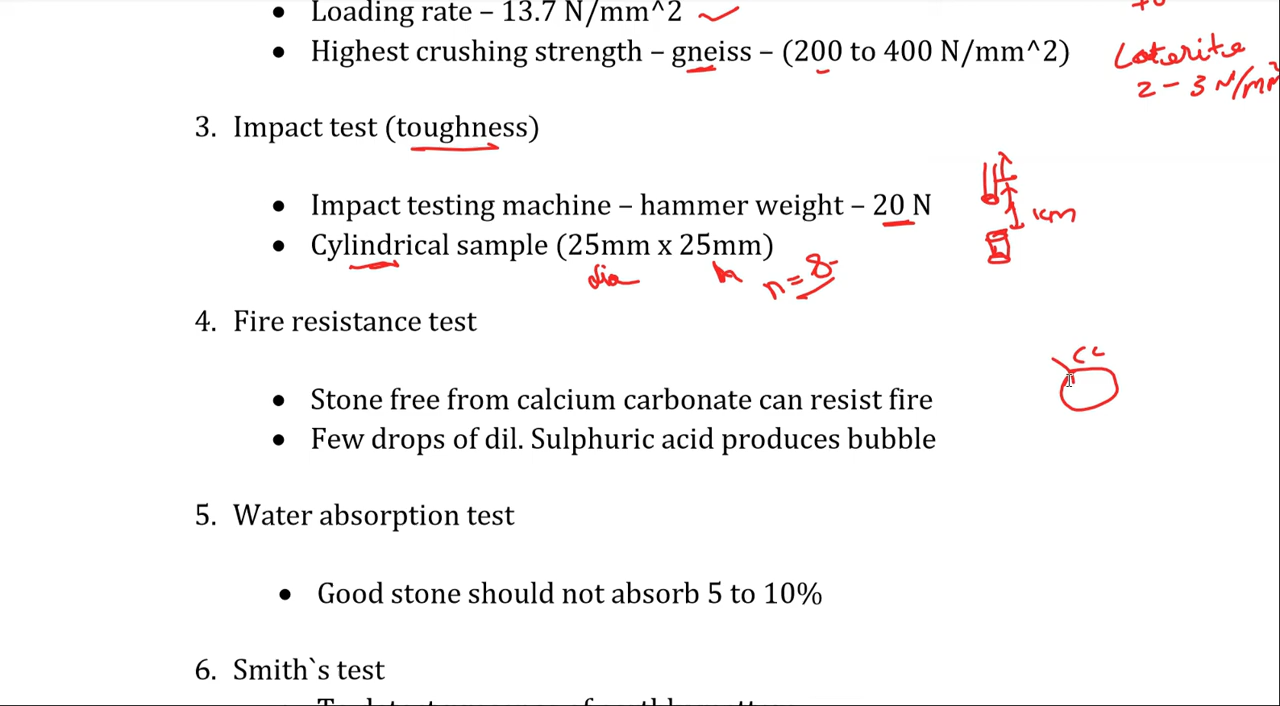 • Loading rate – 13.7 N/mm^2
• Highest crushing strength – gneiss – (200 to 400 N/mm^2)
Laterite
2 – 3 N/mm²
3. Impact test (toughness)
• Impact testing machine – hammer weight – 20 N
1cm
• Cylindrical sample (25mm x 25mm)
dia h n = 8
4. Fire resistance test
CC
• Stone free from calcium carbonate can resist fire
• Few drops of dil. Sulphuric acid produces bubble
5. Water absorption test
• Good stone should not absorb 5 to 10%
6. Smith`s test